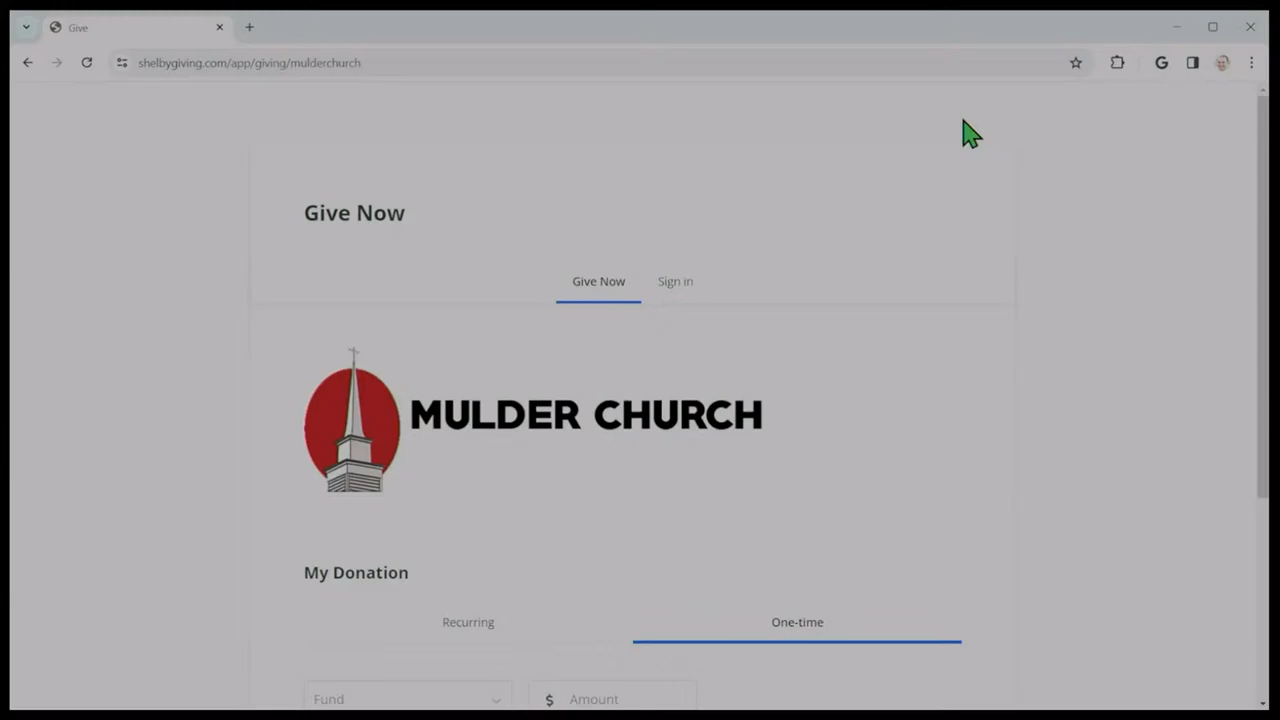 Give
shelbygiving.com/app/giving/mulderchurch
Give Now
Give Now Sign in
MULDER CHURCH
My Donation
Recurring One-time
Fund $ Amount